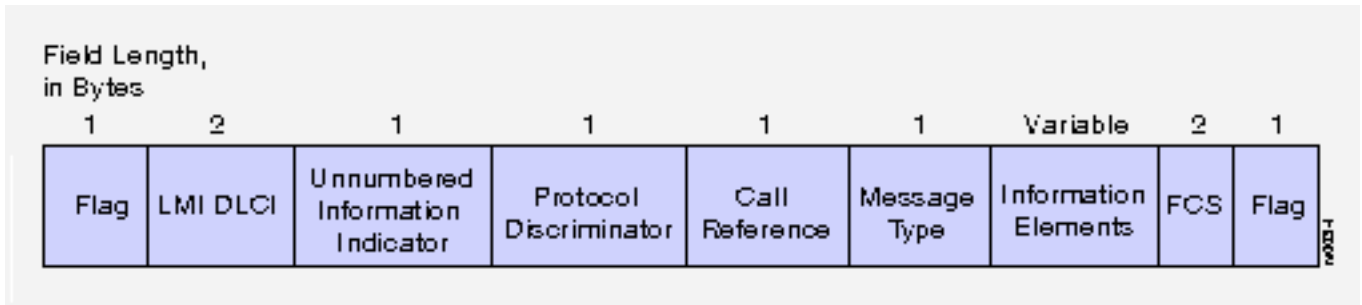 Field Length,
in Bytes
1 2 1 1 1 1 Variable 2 1
Flag
LMI DLCI
Unnumbered
Information
Indicator
Protocol
Discriminator
Call
Reference
Message
Type
Information
Elements
FCS
Flag